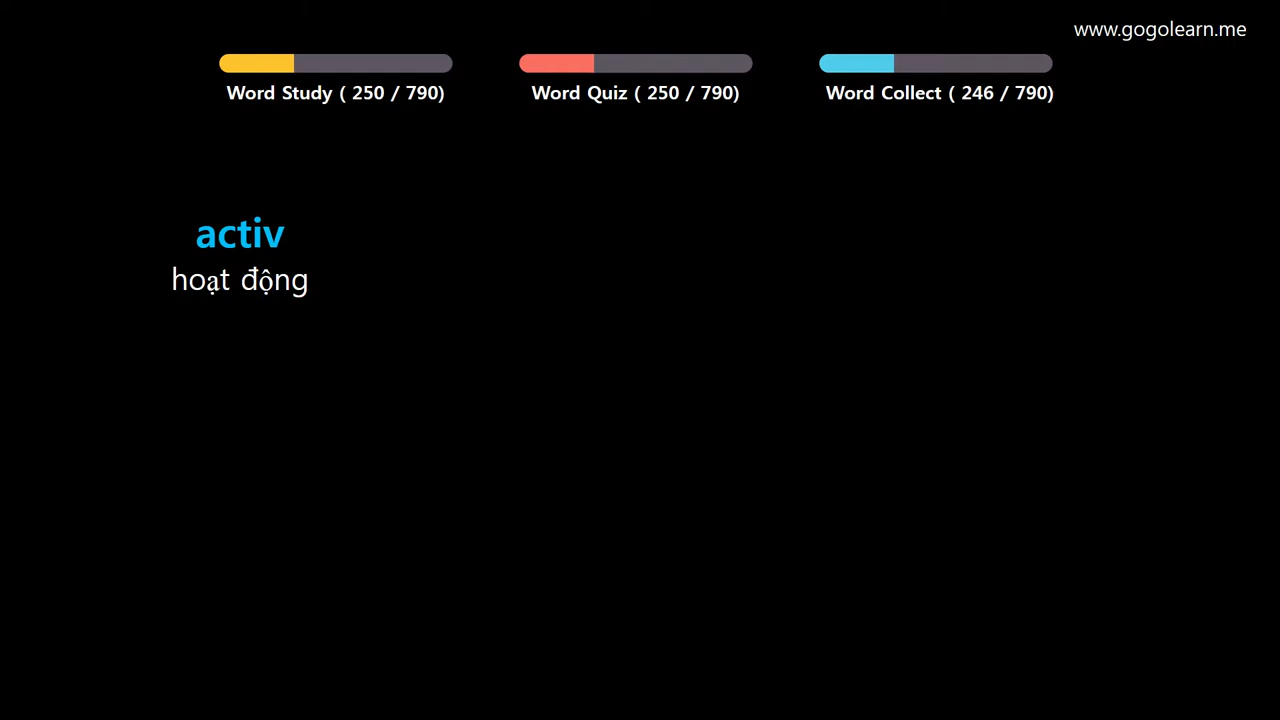 www.gogolearn.me
Word Study ( 250 / 790)
Word Quiz ( 250 / 790)
Word Collect ( 246 / 790)
activ
hoạt động